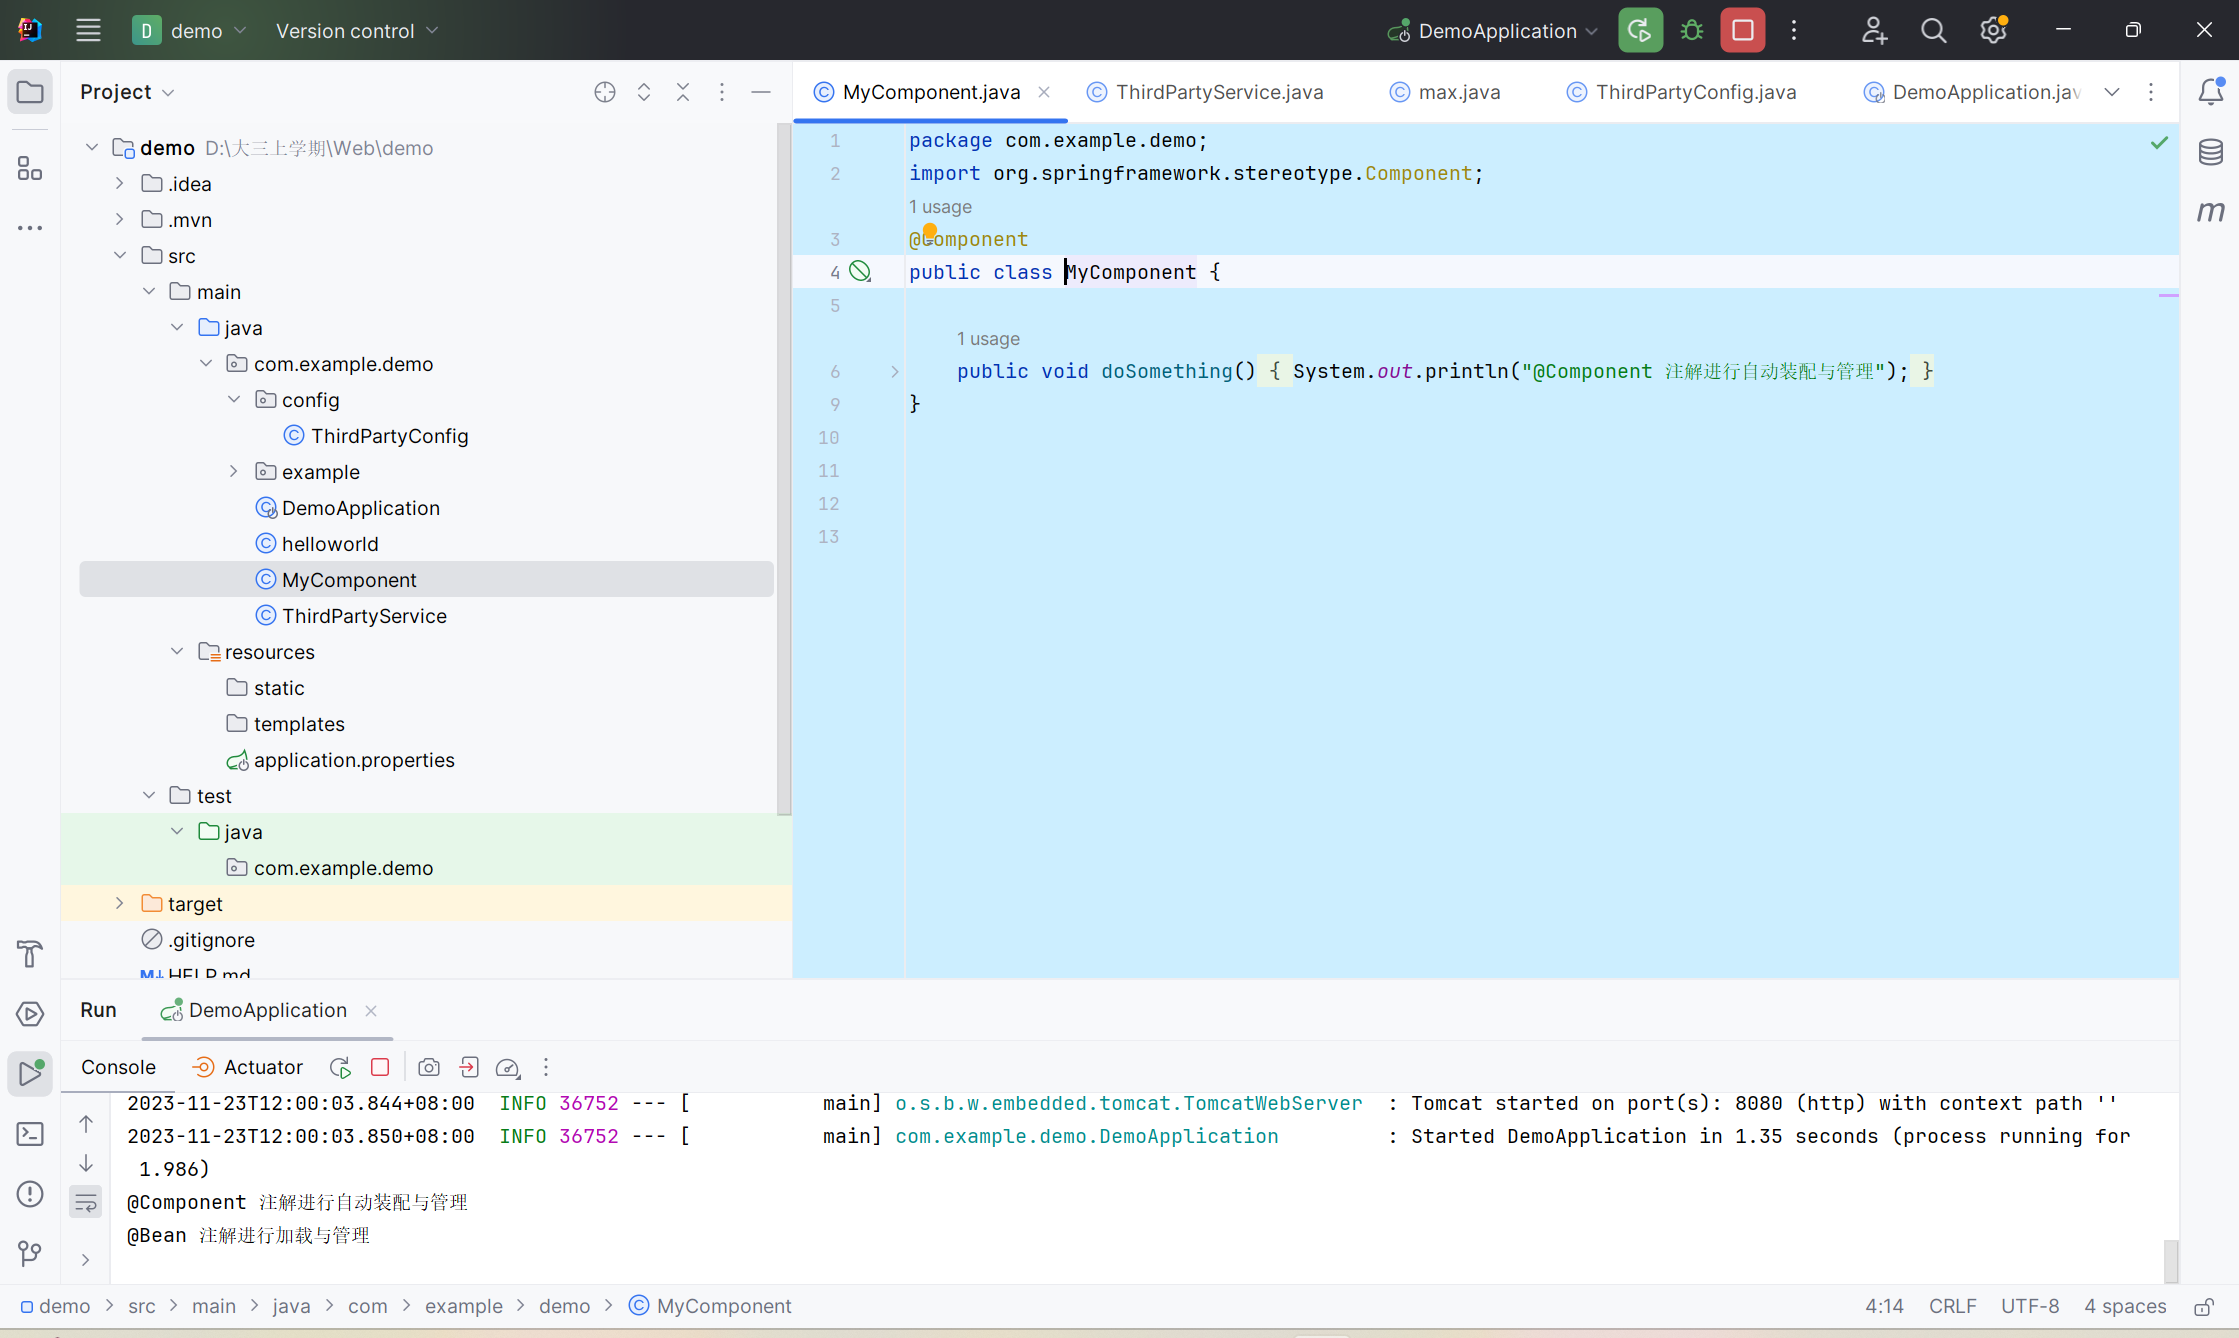 D demo Version control DemoApplication
Project
MyComponent.java ThirdPartyService.java max.java ThirdPartyConfig.java DemoApplication.jav
demo D:\大三上学期\Web\demo
.idea
.mvn
src
main
java
com.example.demo
config
ThirdPartyConfig
example
DemoApplication
helloworld
MyComponent
ThirdPartyService
resources
static
templates
application.properties
test
java
com.example.demo
target
.gitignore
M↓ HELP.md
1 package com.example.demo;
2 import org.springframework.stereotype.Component;
1 usage
3 @Component
4 public class MyComponent {
5
1 usage
6 public void doSomething() { System.out.println("@Component 注解进行自动装配与管理"); }
9 }
10
11
12
13
Run DemoApplication
Console Actuator
2023-11-23T12:00:03.844+08:00 INFO 36752 --- [ main] o.s.b.w.embedded.tomcat.TomcatWebServer : Tomcat started on port(s): 8080 (http) with context path ''
2023-11-23T12:00:03.850+08:00 INFO 36752 --- [ main] com.example.demo.DemoApplication : Started DemoApplication in 1.35 seconds (process running for
1.986)
@Component 注解进行自动装配与管理
@Bean 注解进行加载与管理
demo > src > main > java > com > example > demo > MyComponent 4:14 CRLF UTF-8 4 spaces